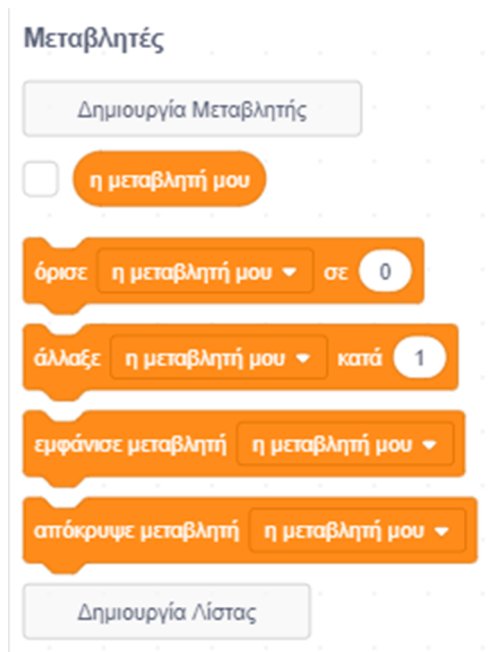 Μεταβλητές
Δημιουργία Μεταβλητής
η μεταβλητή μου
όρισε η μεταβλητή μου σε 0
άλλαξε η μεταβλητή μου κατά 1
εμφάνισε μεταβλητή η μεταβλητή μου
απόκρυψε μεταβλητή η μεταβλητή μου
Δημιουργία Λίστας